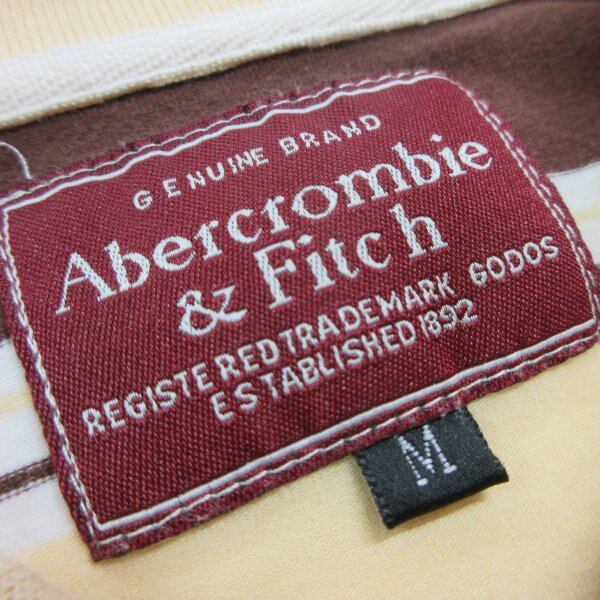 GENUINE BRAND
Abercrombie
& Fitch
REGISTERED TRADEMARK GODOS
ESTABLISHED 1892
M